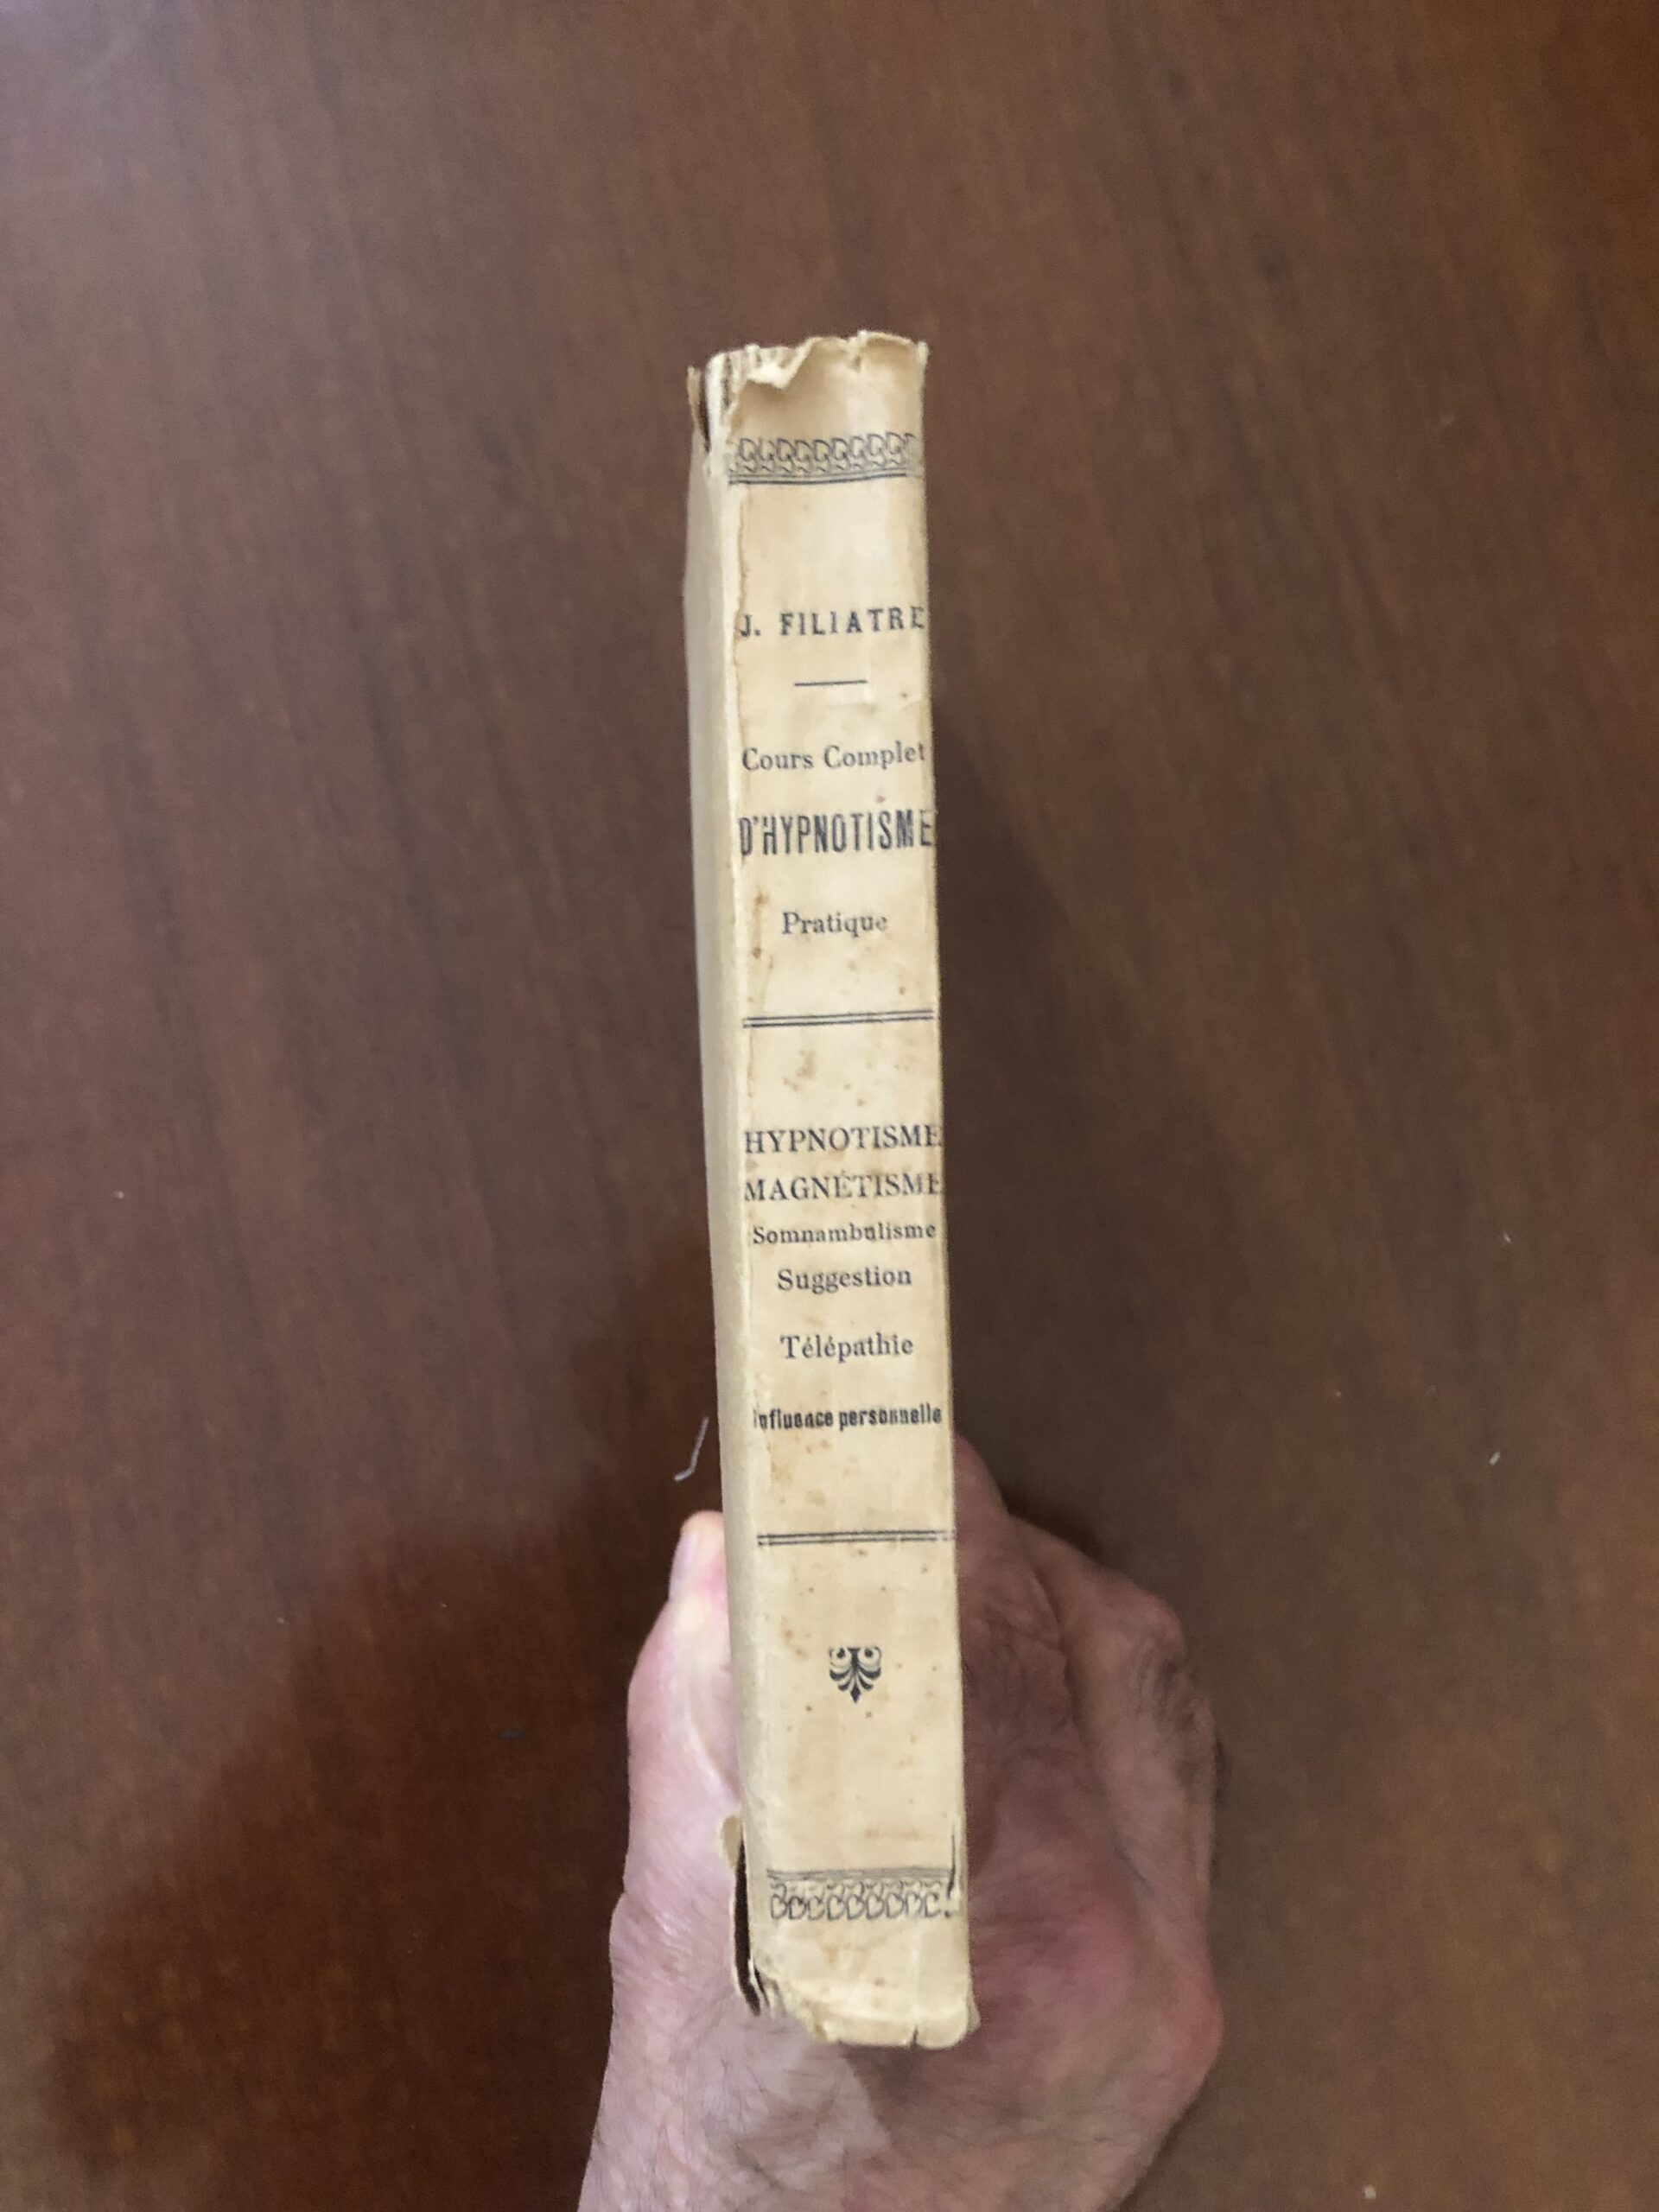 J. FILIATRE
Cours Complet
D'HYPNOTISME
Pratique
HYPNOTISME
MAGNÉTISME
Somnambulisme
Suggestion
Télépathie
Influence personnelle